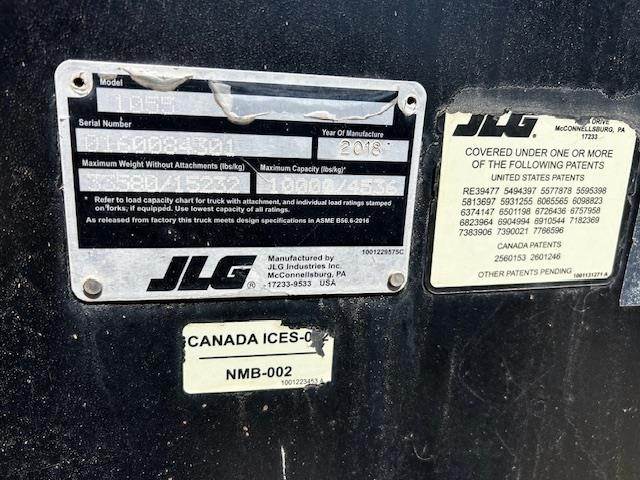 Model
1055
Serial Number
Year Of Manufacture
2018
Maximum Weight Without Attachments (lbs/kg)
Maximum Capacity (lbs/kg)*
10000/4536
* Refer to load capacity chart for truck with attachment, and individual load ratings stamped
on forks, if equipped. Use lowest capacity of all ratings.
As released from factory this truck meets design specifications in ASME B56.6-2016
JLG ®
Manufactured by
JLG Industries Inc.
McConnellsburg, PA
17233-9533 USA
1001229575C
JLG
DRIVE
McCONNELLSBURG, PA
17233
COVERED UNDER ONE OR MORE
OF THE FOLLOWING PATENTS
UNITED STATES PATENTS
RE39477 5494397 5577878 5595398
5813697 5931255 6065565 6098823
6374147 6501198 6726436 6757958
6823964 6904994 6910544 7182369
7383906 7390021 7766596
CANADA PATENTS
2560153 2601246
OTHER PATENTS PENDING
1001131271 A
CANADA ICES-0
NMB-002
1001223453 A